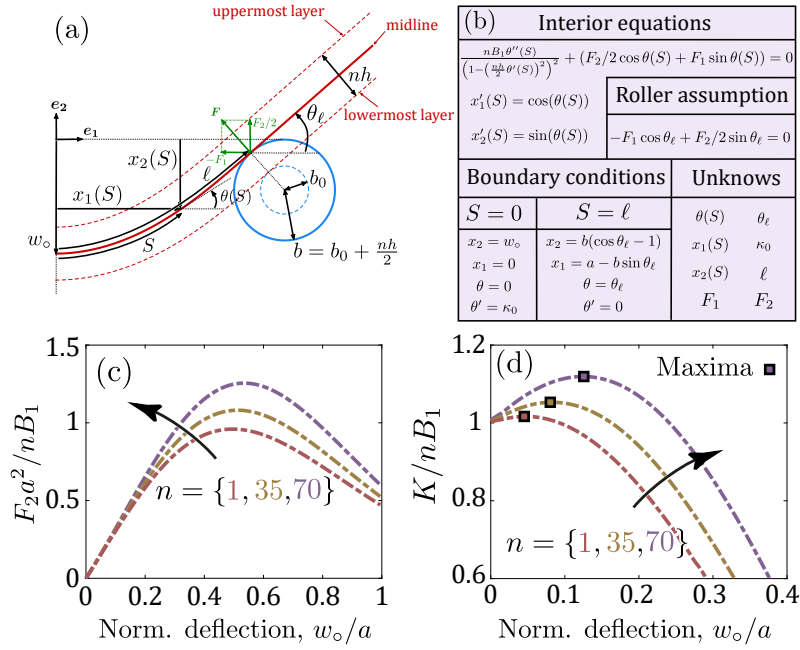 (a)
uppermost layer
midline
nh
lowermost layer
e₂
e₁
F
F₂/2
−F₁
θ_ℓ
x₂(S)
x₁(S)
ℓ
θ(S)
S
w∘
b₀
b = b₀ + nh/2
(b)
Interior equations
nB₁θ''(S)/(1−(nh/2 θ'(S))²)² + (F₂/2 cos θ(S) + F₁ sin θ(S)) = 0
x₁'(S) = cos(θ(S))
x₂'(S) = sin(θ(S))
Roller assumption
−F₁ cos θ_ℓ + F₂/2 sin θ_ℓ = 0
Boundary conditions
Unknows
S = 0
S = ℓ
x₂ = w∘
x₂ = b(cos θ_ℓ − 1)
x₁ = 0
x₁ = a − b sin θ_ℓ
θ = 0
θ = θ_ℓ
θ' = κ₀
θ' = 0
θ(S) θ_ℓ
x₁(S) κ₀
x₂(S) ℓ
F₁ F₂
(c)
F₂a²/nB₁
1.5
1
0.5
0
n = {1, 35, 70}
0 0.2 0.4 0.6 0.8 1
Norm. deflection, w∘/a
(d)
Maxima
K/nB₁
1.2
1
0.8
0.6
n = {1, 35, 70}
0 0.1 0.2 0.3 0.4
Norm. deflection, w∘/a